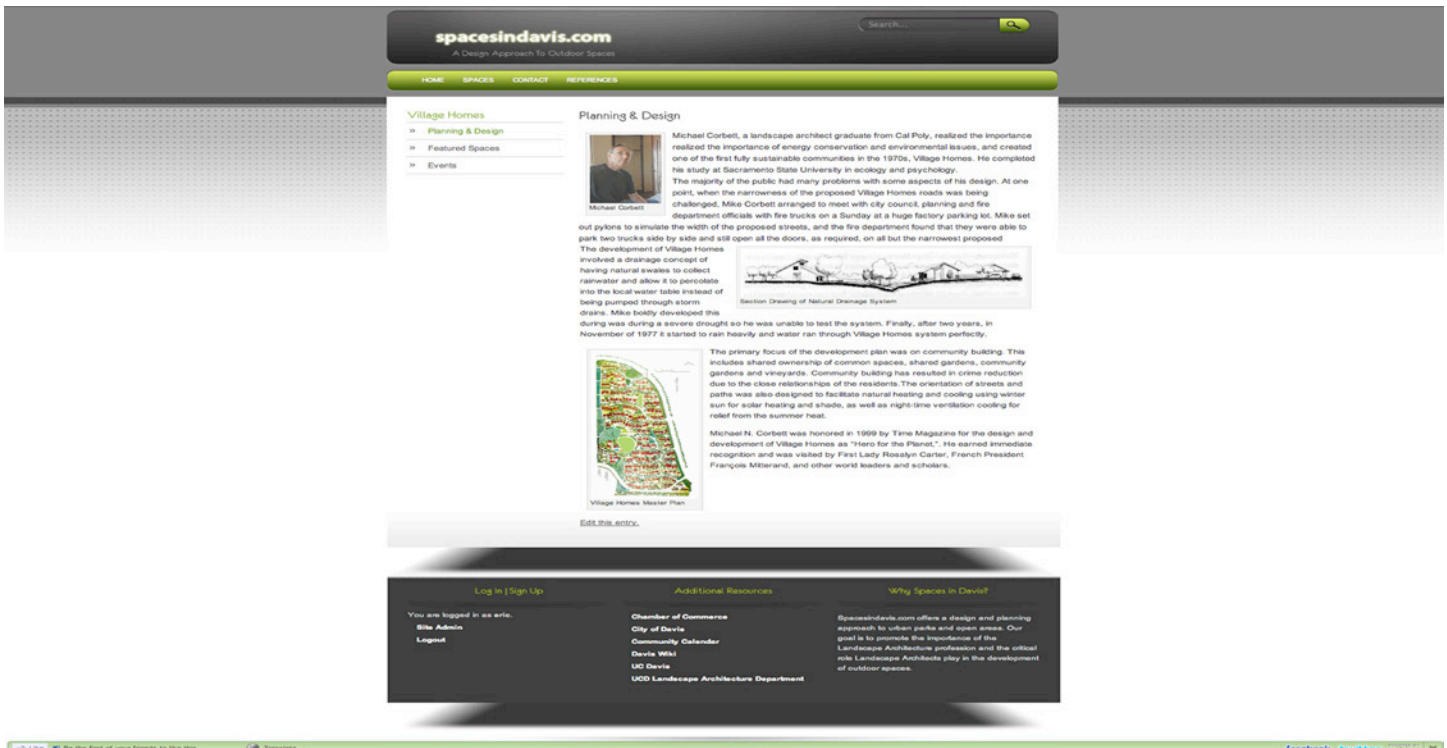 spacesindavis.com
A Design Approach To Outdoor Spaces
Search...
HOME SPACES CONTACT REFERENCES
Village Homes
» Planning & Design
» Featured Spaces
» Events
Planning & Design
Michael Corbett, a landscape architect graduate from Cal Poly, realized the importance
realized the importance of energy conservation and environmental issues, and created
one of the first fully sustainable communities in the 1970s, Village Homes. He completed
his study at Sacramento State University in ecology and psychology.
The majority of the public had many problems with some aspects of his design. At one
point, when the narrowness of the proposed Village Homes roads was being
challenged, Mike Corbett arranged to meet with city council, planning and fire
department officials with fire trucks on a Sunday at a huge factory parking lot. Mike set
Michael Corbett
out pylons to simulate the width of the proposed streets, and the fire department found that they were able to
park two trucks side by side and still open all the doors, as required, on all but the narrowest proposed
The development of Village Homes
involved a drainage concept of
having natural swales to collect
rainwater and allow it to percolate
into the local water table instead of
being pumped through storm
drains. Mike boldly developed this
Section Drawing of Natural Drainage System
during was during a severe drought so he was unable to test the system. Finally, after two years, in
November of 1977 it started to rain heavily and water ran through Village Homes system perfectly.
The primary focus of the development plan was on community building. This
includes shared ownership of common spaces, shared gardens, community
gardens and vineyards. Community building has resulted in crime reduction
due to the close relationships of the residents.The orientation of streets and
paths was also designed to facilitate natural heating and cooling using winter
sun for solar heating and shade, as well as night-time ventilation cooling for
relief from the summer heat.
Michael N. Corbett was honored in 1999 by Time Magazine for the design and
development of Village Homes as "Hero for the Planet,". He earned immediate
recognition and was visited by First Lady Rosalyn Carter, French President
François Mitterand, and other world leaders and scholars.
Village Homes Master Plan
Edit this entry.
Log In | Sign Up
You are logged in as erie.
Site Admin
Logout
Additional Resources
Chamber of Commerce
City of Davis
Community Calendar
Davis Wiki
UC Davis
UCD Landscape Architecture Department
Why Spaces in Davis?
Spacesindavis.com offers a design and planning
approach to urban parks and open areas. Our
goal is to promote the importance of the
Landscape Architecture profession and the critical
role Landscape Architects play in the development
of outdoor spaces.